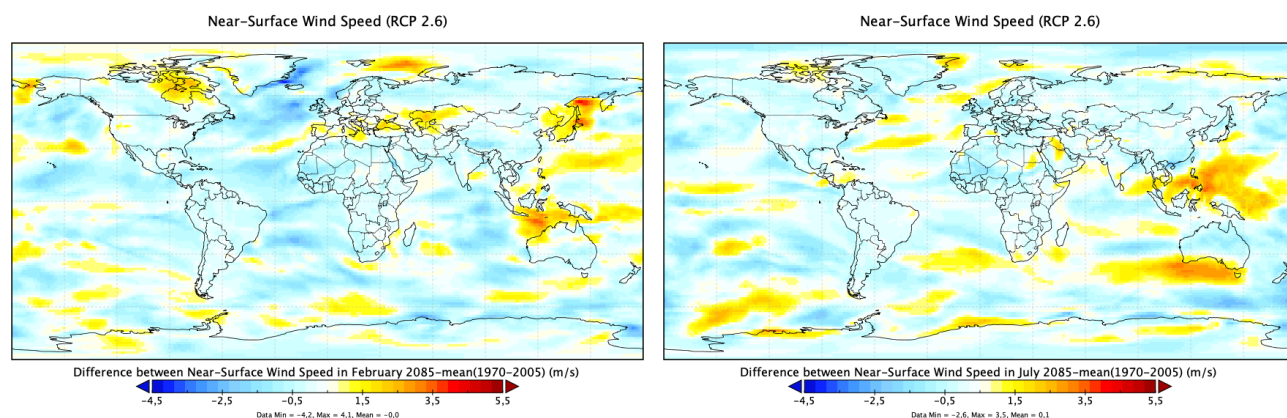 Near-Surface Wind Speed (RCP 2.6)
Difference between Near-Surface Wind Speed in February 2085-mean(1970-2005) (m/s)
-4,5 -2,5 -0,5 1,5 3,5 5,5
Data Min = -4,2, Max = 4,1, Mean = -0,0
Near-Surface Wind Speed (RCP 2.6)
Difference between Near-Surface Wind Speed in July 2085-mean(1970-2005) (m/s)
-4,5 -2,5 -0,5 1,5 3,5 5,5
Data Min = -2,6, Max = 3,5, Mean = 0,1